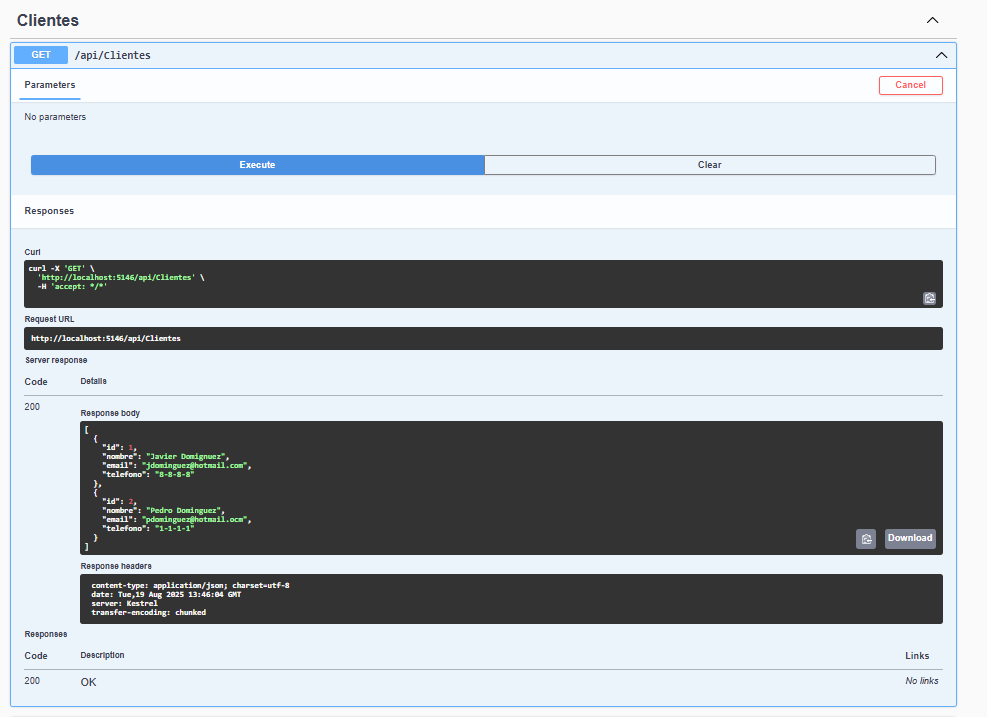 Clientes
GET /api/Clientes
Parameters Cancel
No parameters
Execute Clear
Responses
Curl
curl -X 'GET' \
'http://localhost:5146/api/Clientes' \
-H 'accept: */*'
Request URL
http://localhost:5146/api/Clientes
Server response
Code Details
200
Response body
[
{
"id": 1,
"nombre": "Javier Domignuez",
"email": "jdominguez@hotmail.com",
"telefono": "8-8-8-8"
},
{
"id": 2,
"nombre": "Pedro Dominguez",
"email": "pdominguez@hotmail.ocm",
"telefono": "1-1-1-1"
}
]
Download
Response headers
content-type: application/json; charset=utf-8
date: Tue,19 Aug 2025 13:46:04 GMT
server: Kestrel
transfer-encoding: chunked
Responses
Code Description Links
200 OK No links